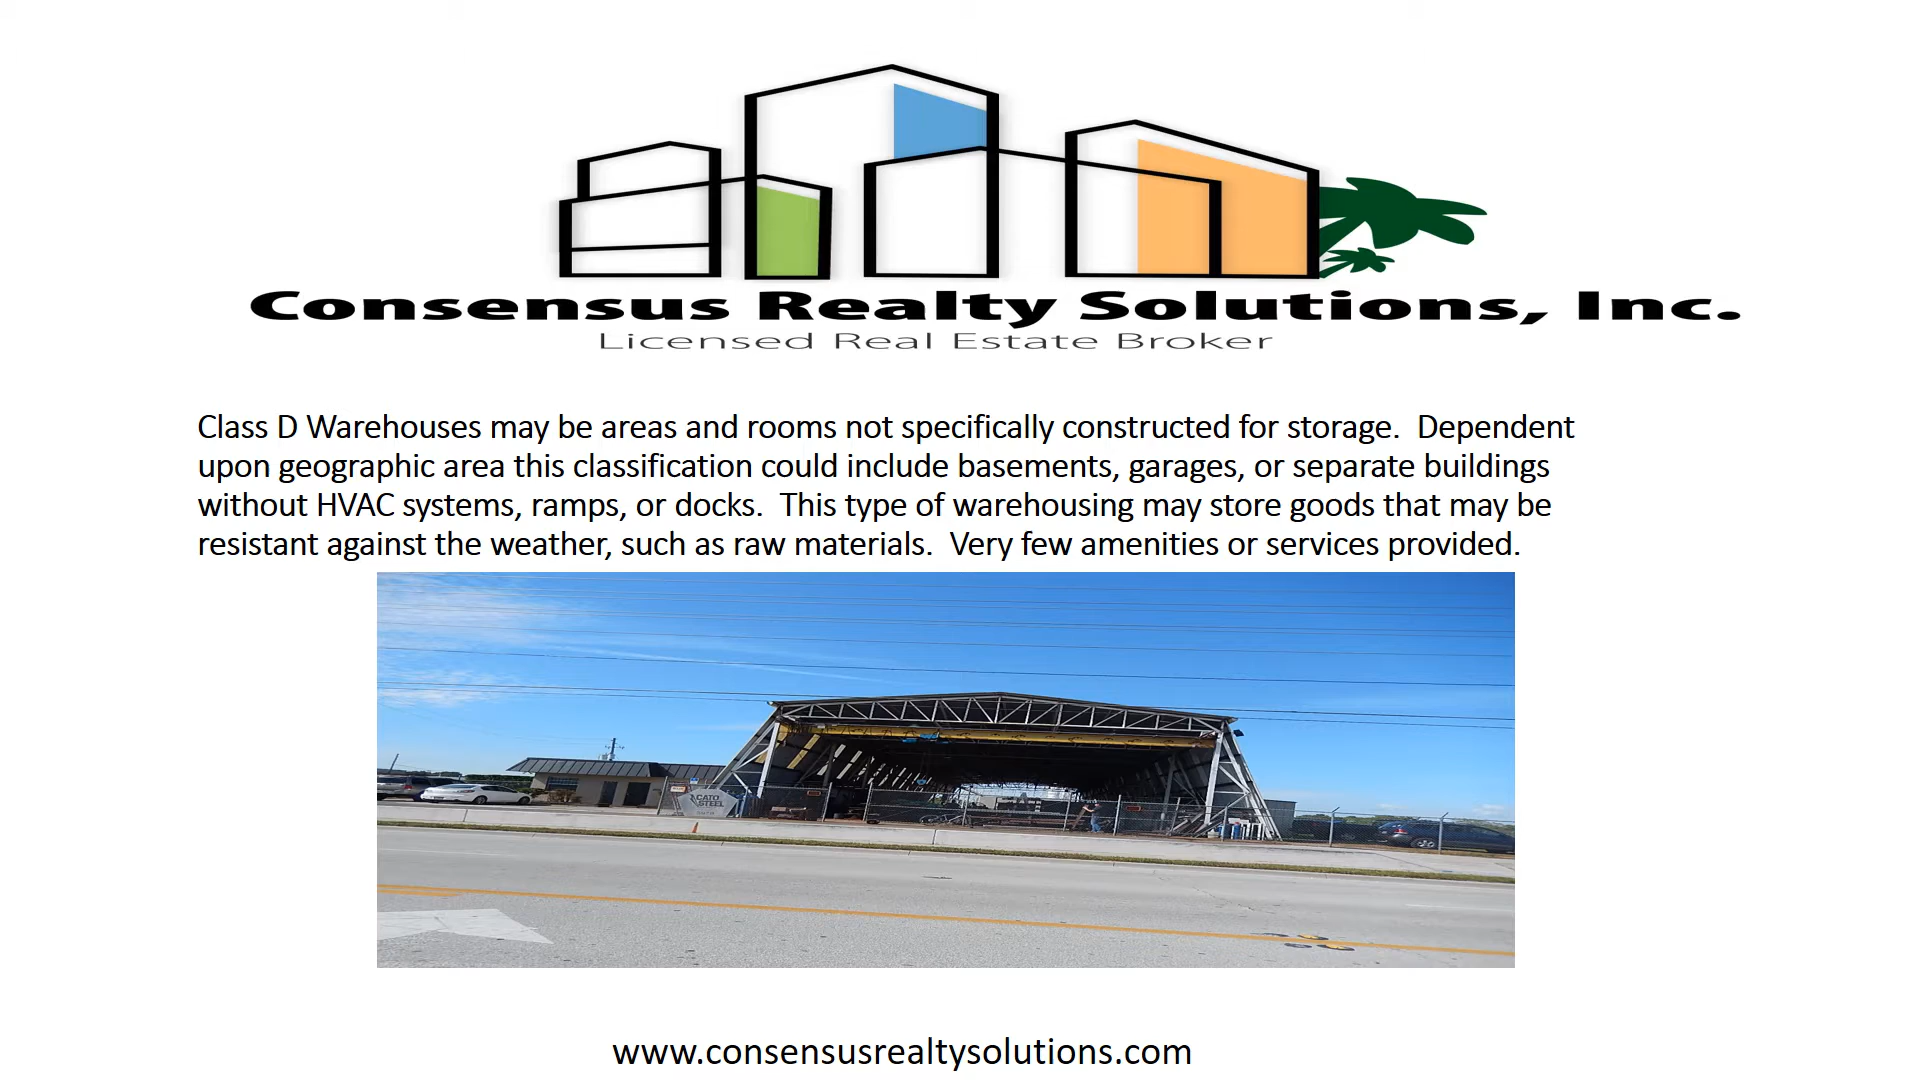 Consensus Realty Solutions, Inc.
Licensed Real Estate Broker
Class D Warehouses may be areas and rooms not specifically constructed for storage.  Dependent
upon geographic area this classification could include basements, garages, or separate buildings
without HVAC systems, ramps, or docks.  This type of warehousing may store goods that may be
resistant against the weather, such as raw materials.  Very few amenities or services provided.
CATO
STEEL
www.consensusrealtysolutions.com